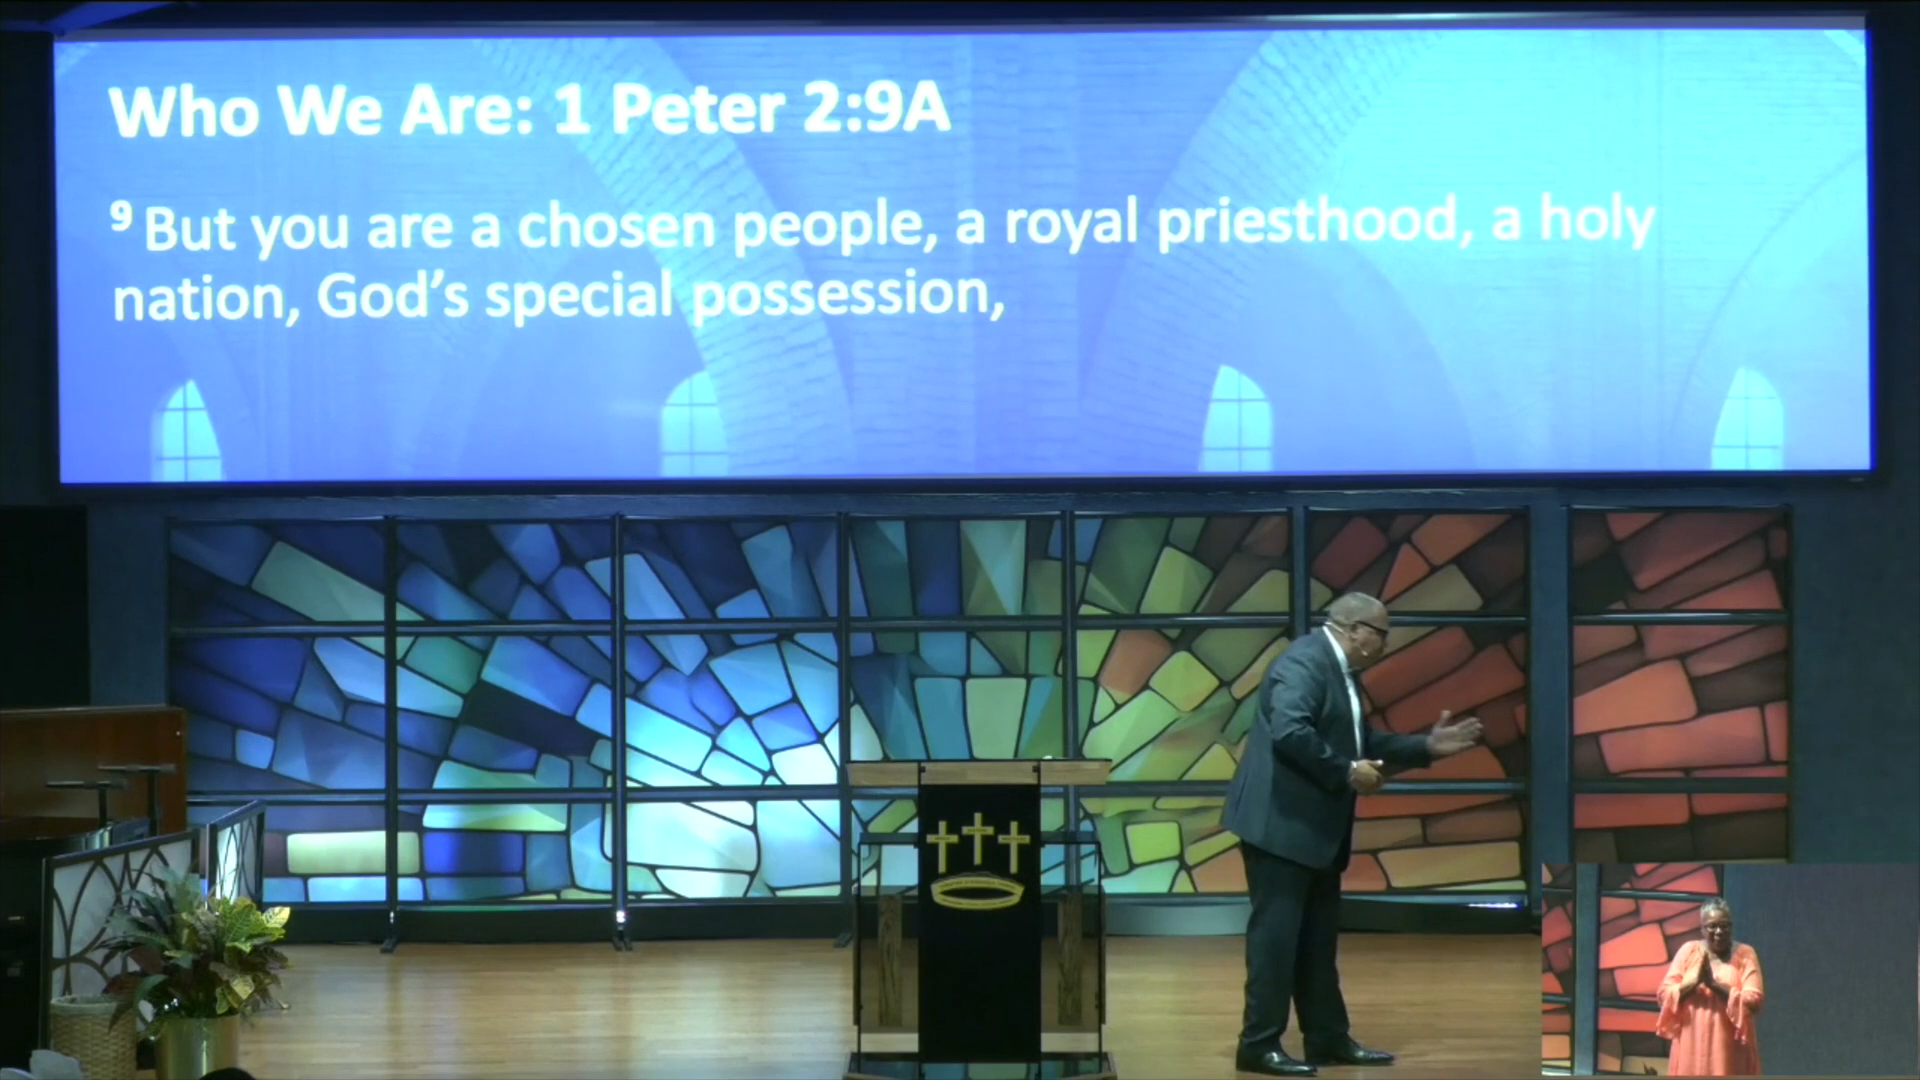 Who We Are: 1 Peter 2:9A
9 But you are a chosen people, a royal priesthood, a holy
nation, God's special possession,